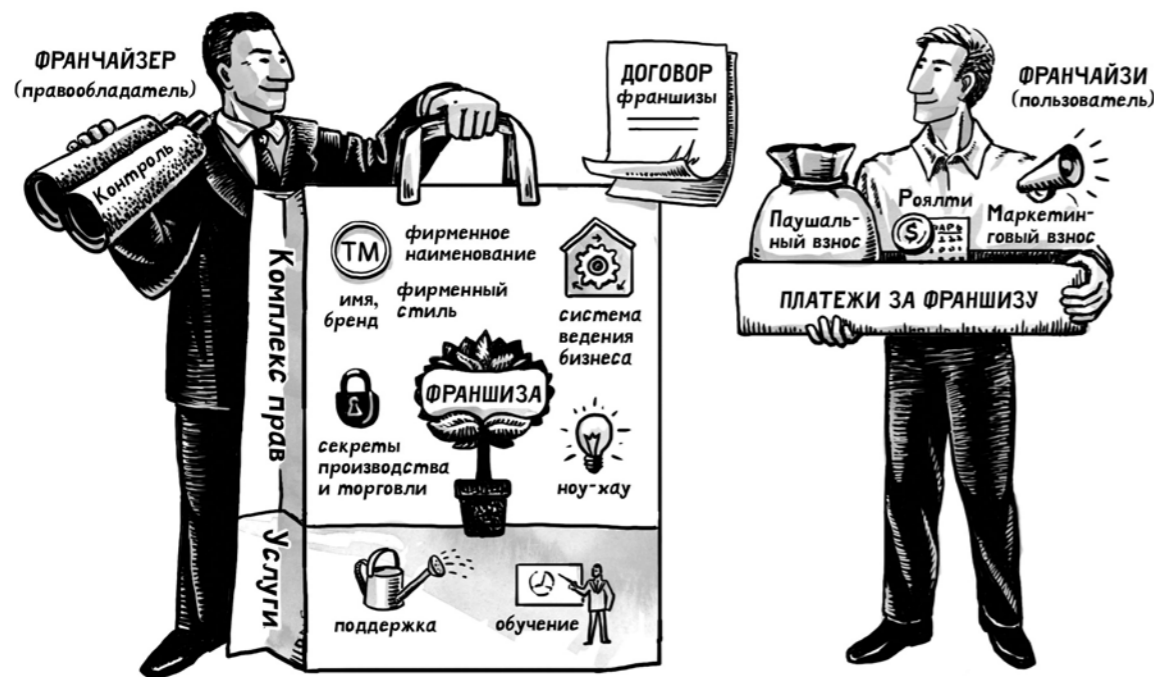 ФРАНЧАЙЗЕР
(правообладатель)
Контроль
ДОГОВОР
франшизы
ФРАНЧАЙЗИ
(пользователь)
Комплекс прав
Услуги
TM
фирменное
наименование
имя,
бренд
фирменный
стиль
система
ведения
бизнеса
ФРАНШИЗА
секреты
производства
и торговли
ноу-хау
поддержка
обучение
Паушаль-
ный взнос
Роялти
$
Маркетин-
говый взнос
ПЛАТЕЖИ ЗА ФРАНШИЗУ